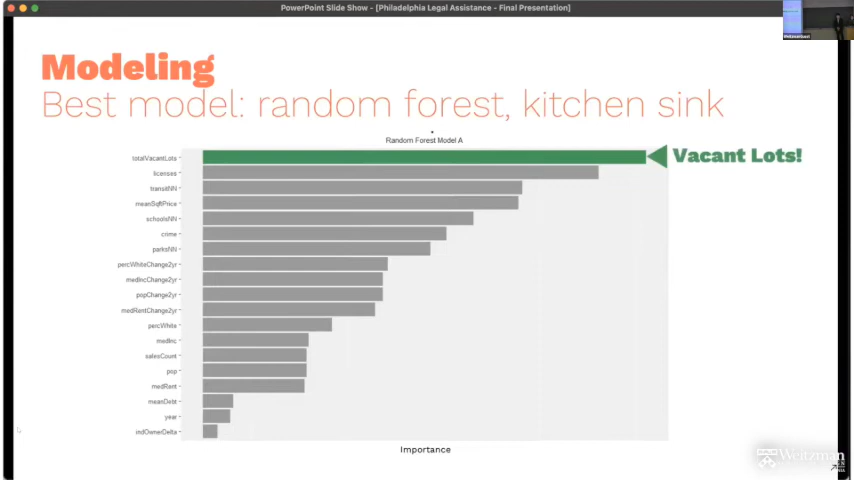 PowerPoint Slide Show - [Philadelphia Legal Assistance - Final Presentation]
Modeling
Best model: random forest, kitchen sink
Random Forest Model A
totalVacantLots
Vacant Lots!
licenses
transitNN
meanSqftPrice
schoolsNN
crime
parksNN
percWhiteChange2yr
medIncChange2yr
popChange2yr
medRentChange2yr
percWhite
medInc
salesCount
pop
medRent
meanDebt
year
indOwnerDelta
Importance
Weitzman